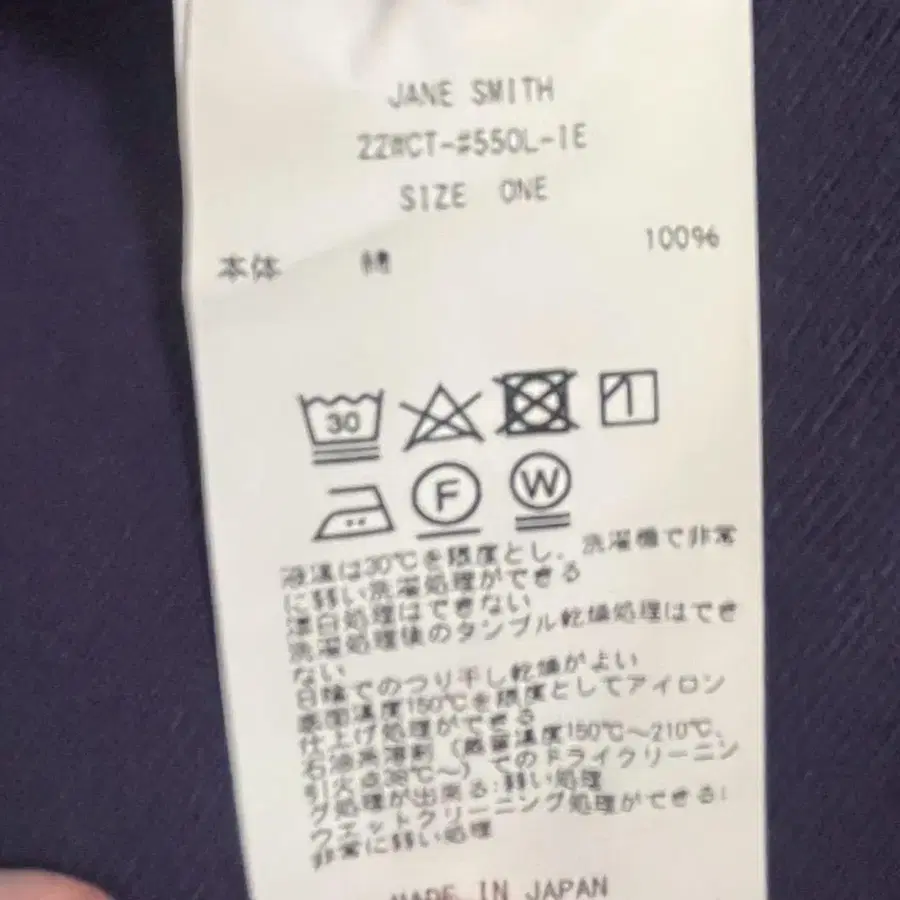 JANE SMITH
22WCT-#550L-IE
SIZE ONE
本体 綿 100%
30
F W
液温は30℃を限度とし、洗濯機で非常
に弱い洗濯処理ができる
漂白処理はできない
洗濯処理後のタンブル乾燥処理はでき
ない
日陰でのつり干し乾燥がよい
底面温度150℃を限度としてアイロン
仕上げ処理ができる
石油系溶剤(蒸留温度150℃～210℃、
引火点38℃～)でのドライクリーニン
グ処理が出来る:弱い処理
ウエットクリーニング処理ができる:
非常に弱い処理
MADE IN JAPAN